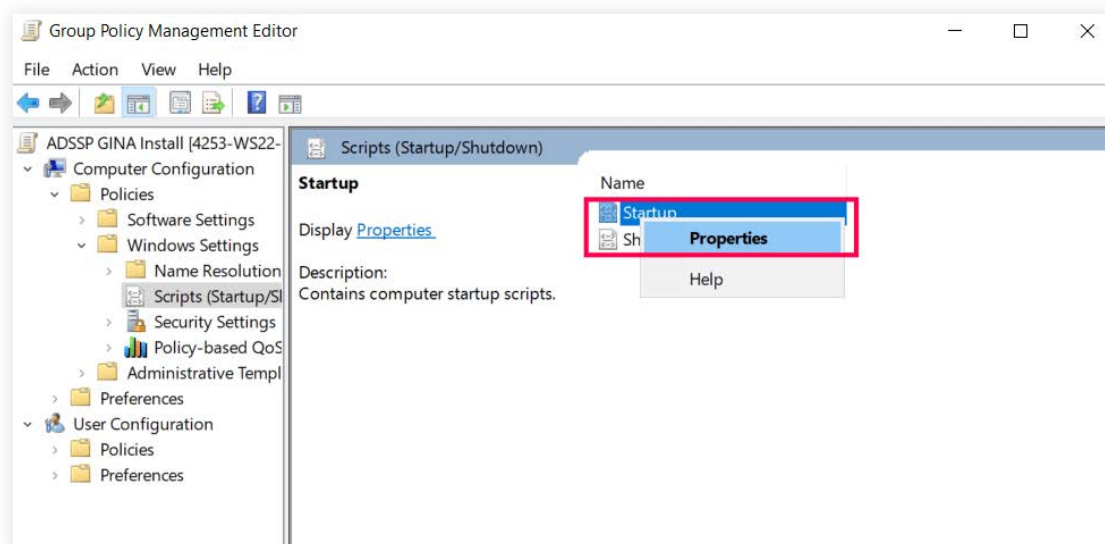 Group Policy Management Editor
File Action View Help
ADSSP GINA Install [4253-WS22-
Computer Configuration
Policies
Software Settings
Windows Settings
Name Resolution
Scripts (Startup/Sl
Security Settings
Policy-based QoS
Administrative Templ
Preferences
User Configuration
Policies
Preferences
Scripts (Startup/Shutdown)
Startup
Display Properties
Description:
Contains computer startup scripts.
Name
Startup
Sh
Properties
Help